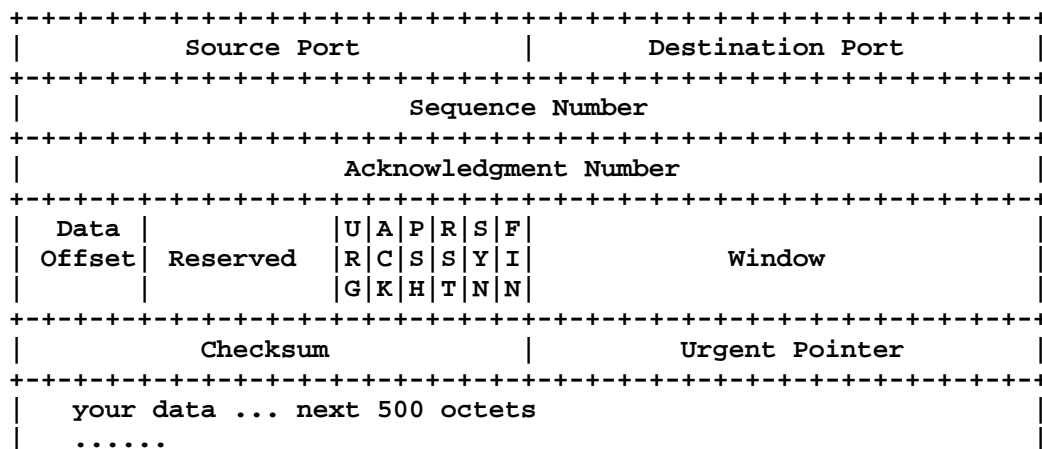 Source Port Destination Port
Sequence Number
Acknowledgment Number
Data U A P R S F
Offset Reserved R C S S Y I Window
G K H T N N
Checksum Urgent Pointer
your data ... next 500 octets
......